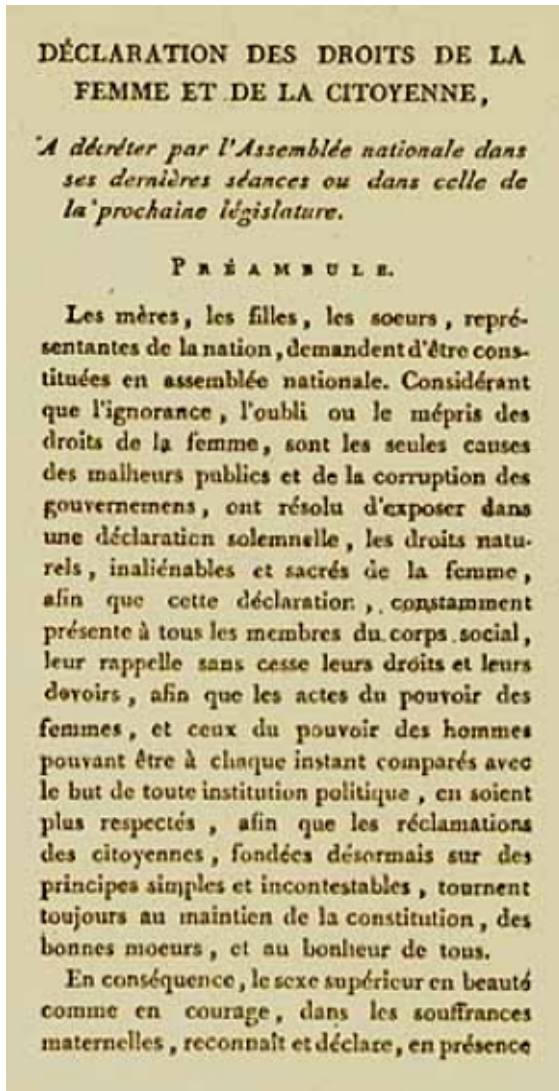 DÉCLARATION DES DROITS DE LA
FEMME ET DE LA CITOYENNE,
A décréter par l'Assemblée nationale dans
ses dernières séances ou dans celle de
la prochaine législature.
PRÉAMBULE.
Les mères, les filles, les soeurs, repré-
sentantes de la nation, demandent d'être cons-
tituées en assemblée nationale. Considérant
que l'ignorance, l'oubli ou le mépris des
droits de la femme, sont les seules causes
des malheurs publics et de la corruption des
gouvernemens, ont résolu d'exposer dans
une déclaration solemnelle, les droits natu-
rels, inaliénables et sacrés de la femme,
afin que cette déclaration, constamment
présente à tous les membres du corps social,
leur rappelle sans cesse leurs droits et leurs
devoirs, afin que les actes du pouvoir des
femmes, et ceux du pouvoir des hommes
pouvant être à chaque instant comparés avec
le but de toute institution politique, en soient
plus respectés, afin que les réclamations
des citoyennes, fondées désormais sur des
principes simples et incontestables, tournent
toujours au maintien de la constitution, des
bonnes moeurs, et au bonheur de tous.
En conséquence, le sexe supérieur en beauté
comme en courage, dans les souffrances
maternelles, reconnaît et déclare, en présence